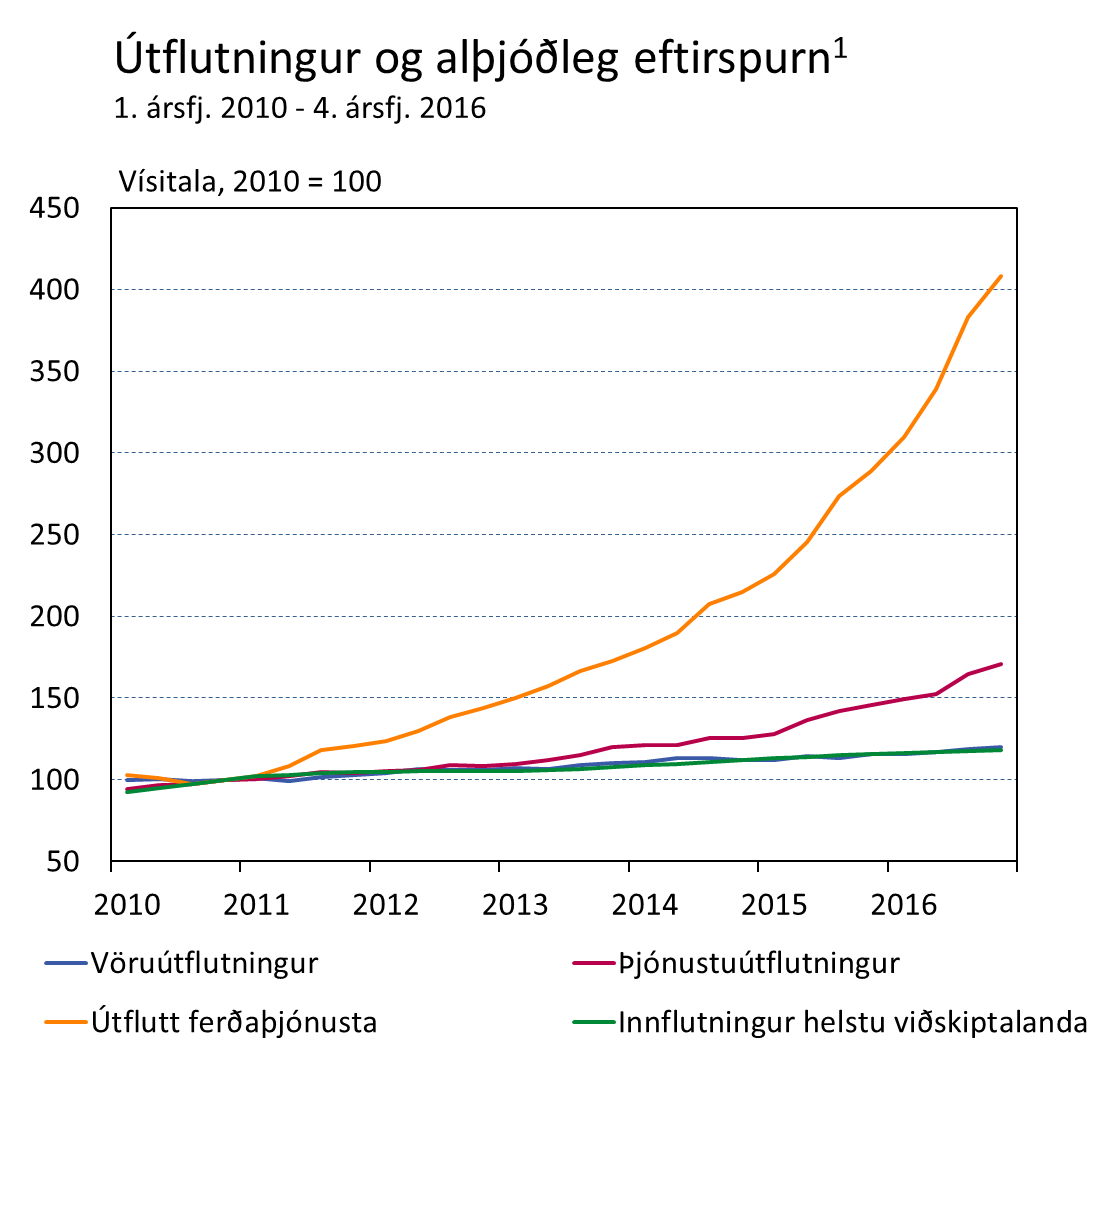 Útflutningur og alþjóðleg eftirspurn¹
1. ársfj. 2010 - 4. ársfj. 2016
Vísitala, 2010 = 100
450
400
350
300
250
200
150
100
50
2010 2011 2012 2013 2014 2015 2016
Vöruútflutningur Þjónustuútflutningur
Útflutt ferðaþjónusta Innflutningur helstu viðskiptalanda